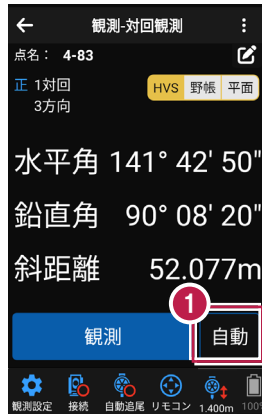 観測-対回観測
点名： 4-83
正 1対回
3方向
HVS 野帳 平面
水平角 141° 42' 50"
鉛直角 90° 08' 20"
斜距離 52.077m
1
観測 自動
観測設定 接続 自動追尾 リモコン 1.400m 100%